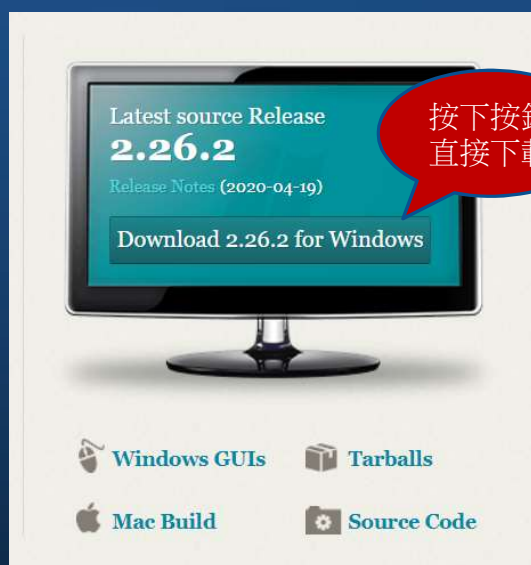 Latest source Release
2.26.2
Release Notes (2020-04-19)
Download 2.26.2 for Windows
按下按
直接下
Windows GUIs
Tarballs
Mac Build
Source Code